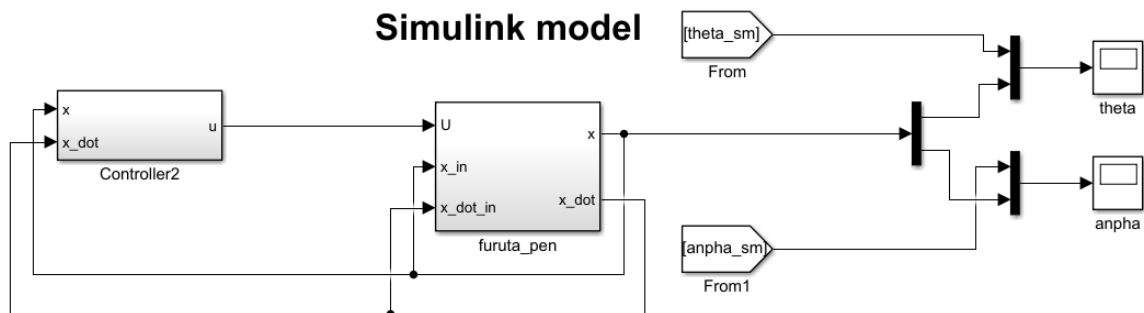 Simulink model
[theta_sm]
From
theta
x
x_dot
u
Controller2
U
x_in
x_dot_in
x
x_dot
furuta_pen
[anpha_sm]
From1
anpha